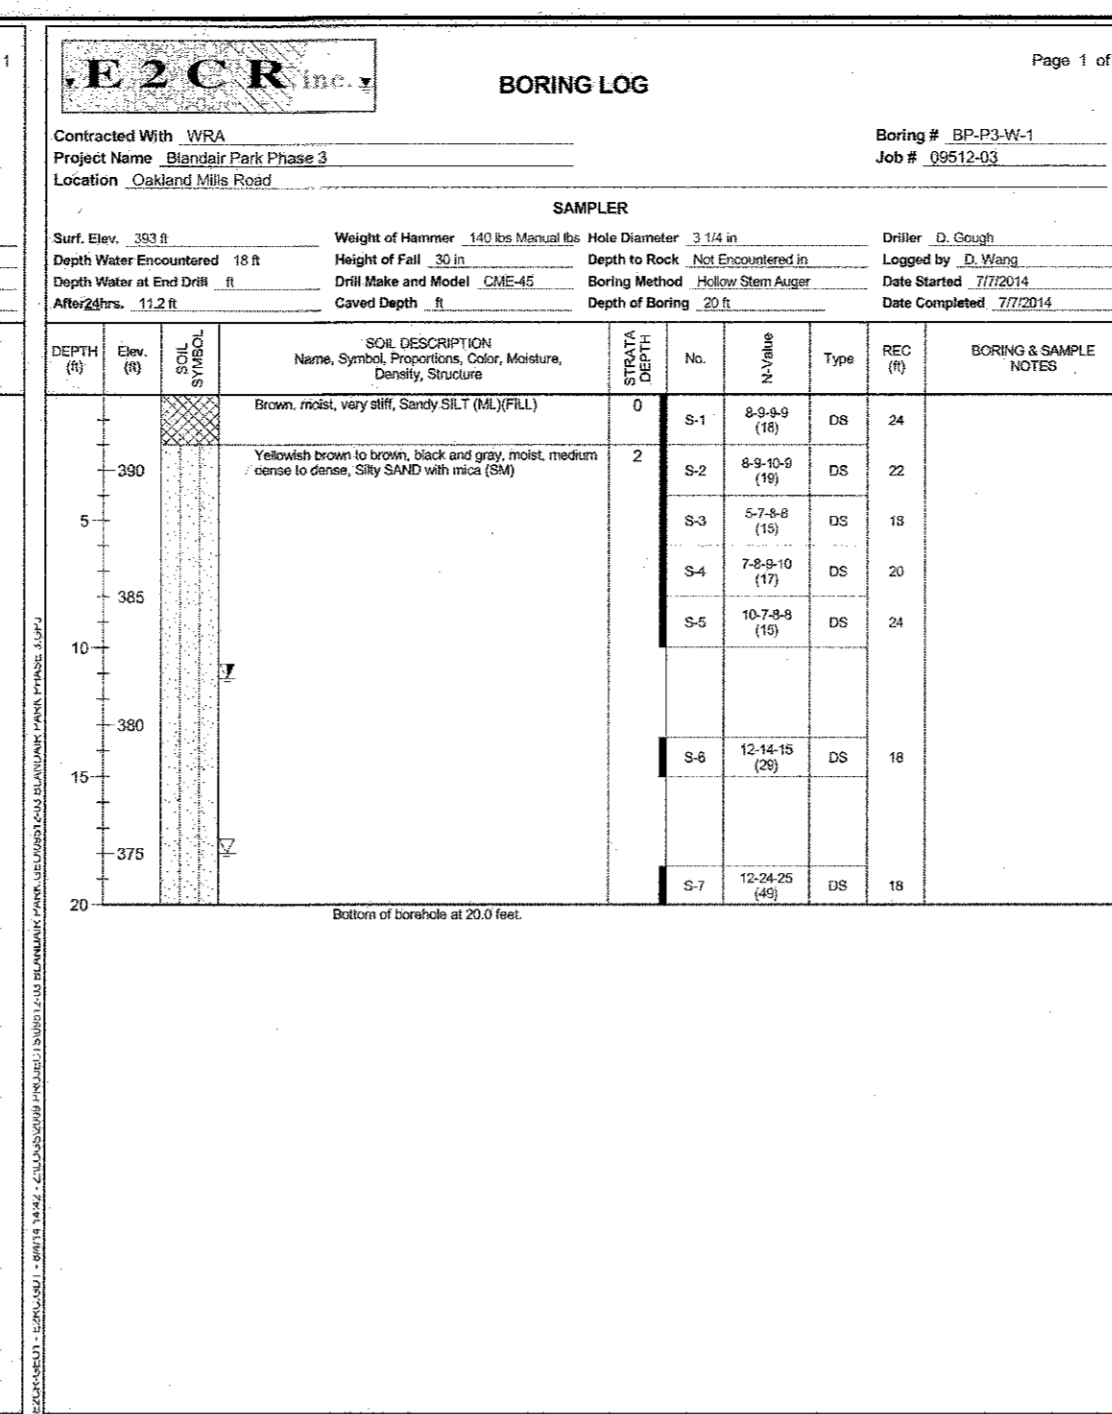 1
E2CR inc.
BORING LOG
Page 1 of
Contracted With WRA
Boring # BP-P3-W-1
Project Name Blandair Park Phase 3
Job # 09512-03
Location Oakland Mills Road
SAMPLER
Surf. Elev. 393 ft Weight of Hammer 140 lbs Manual lbs Hole Diameter 3 1/4 in Driller D. Gough
Depth Water Encountered 18 ft Height of Fall 30 in Depth to Rock Not Encountered in Logged by D. Wang
Depth Water at End Drill ft Drill Make and Model CME-45 Boring Method Hollow Stem Auger Date Started 7/7/2014
After 24hrs. 11.2 ft Caved Depth ft Depth of Boring 20 ft Date Completed 7/7/2014
DEPTH (ft)
Elev. (ft)
SOIL SYMBOL
SOIL DESCRIPTION
Name, Symbol, Proportions, Color, Moisture,
Density, Structure
STRATA DEPTH
No.
N-Value
Type
REC (ft)
BORING & SAMPLE
NOTES
Brown, moist, very stiff, Sandy SILT (ML)(FILL) 0
S-1 8-9-9-9 (18) DS 24
Yellowish brown to brown, black and gray, moist, medium 2
dense to dense, Silty SAND with mica (SM)
390 S-2 8-9-10-9 (19) DS 22
5 S-3 5-7-8-8 (15) DS 18
S-4 7-8-9-10 (17) DS 20
385
S-5 10-7-8-8 (15) DS 24
10
380
S-6 12-14-15 (29) DS 18
15
375
S-7 12-24-25 (49) DS 18
20
Bottom of borehole at 20.0 feet.